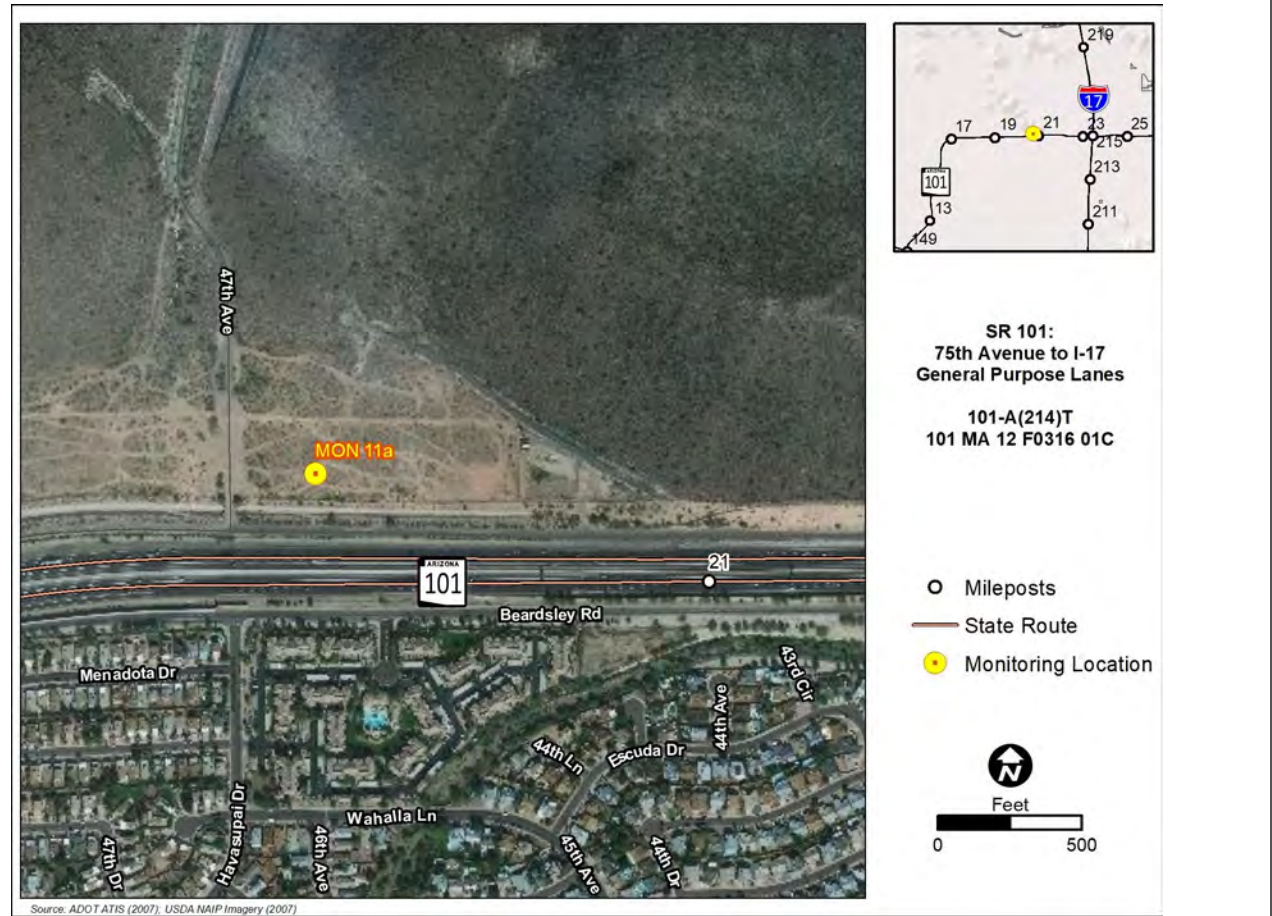 219
17
17
19
21
23
25
215
101
213
13
211
149
47th Ave
MON 11a
SR 101:
75th Avenue to I-17
General Purpose Lanes
101-A(214)T
101 MA 12 F0316 01C
ARIZONA
101
21
Beardsley Rd
Menadota Dr
43rd Cir
44th Ave
Escuda Dr
44th Ln
Havasupai Dr
Wahalla Ln
47th Dr
46th Ave
45th Ave
44th Dr
Mileposts
State Route
Monitoring Location
N
Feet
0 500
Source: ADOT ATIS (2007); USDA NAIP Imagery (2007)